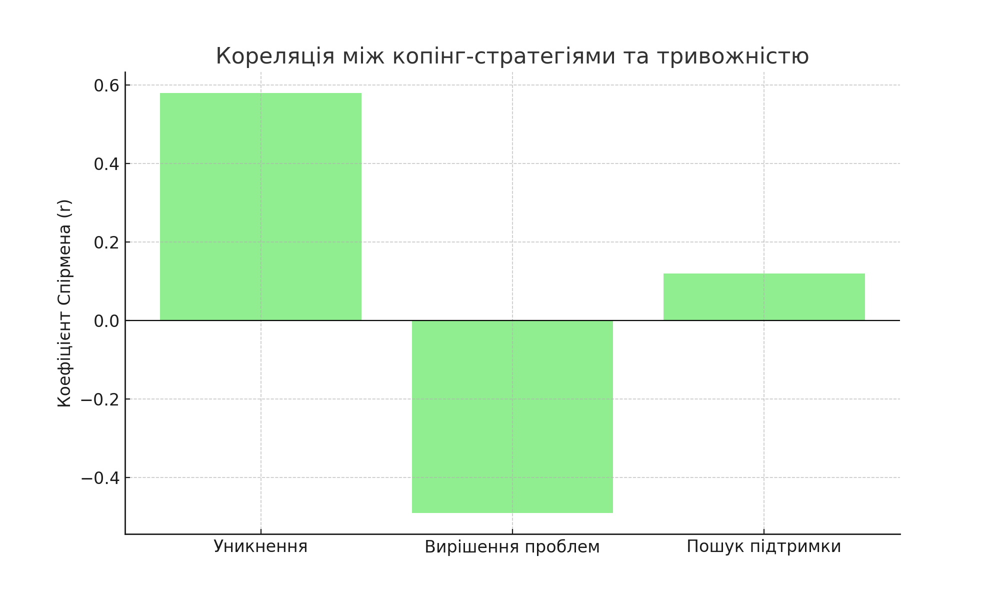 Кореляція між копінг-стратегіями та тривожністю
Коефіцієнт Спірмена (r)
0.6
0.4
0.2
0.0
−0.2
−0.4
Уникнення
Вирішення проблем
Пошук підтримки